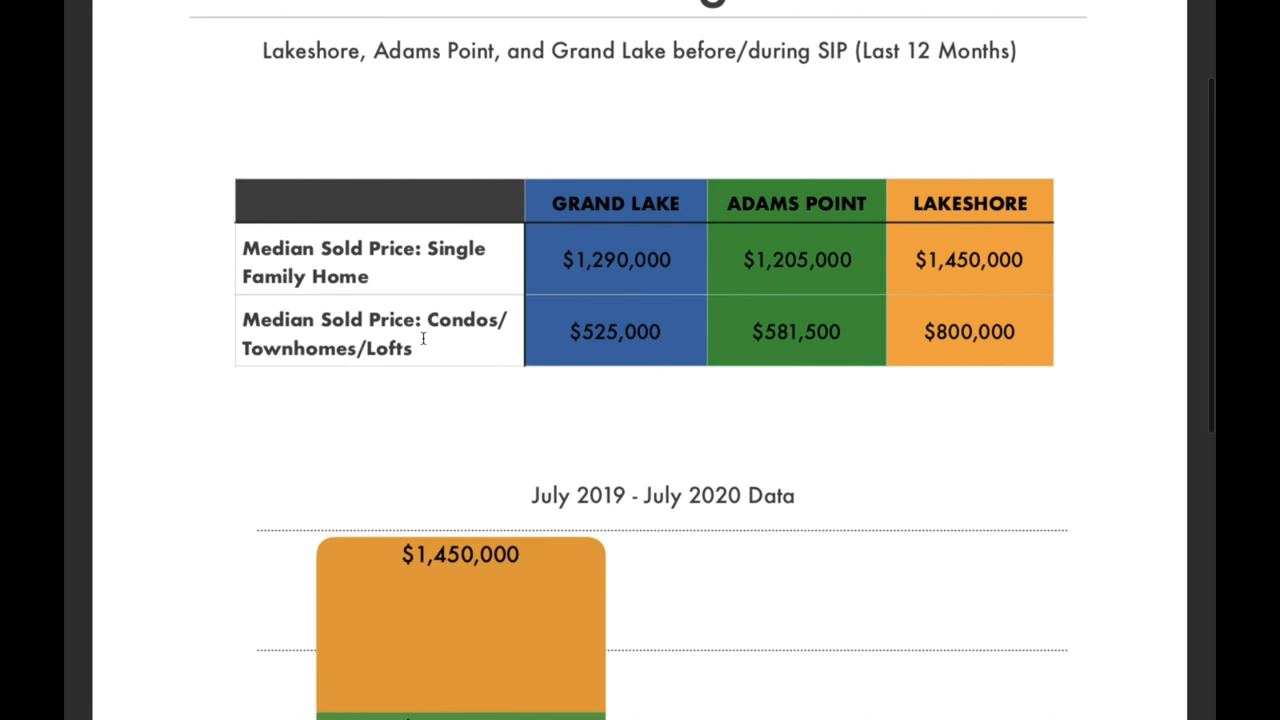 Lakeshore, Adams Point, and Grand Lake before/during SIP (Last 12 Months)
GRAND LAKE ADAMS POINT LAKESHORE
Median Sold Price: Single
Family Home
$1,290,000 $1,205,000 $1,450,000
Median Sold Price: Condos/
Townhomes/Lofts
$525,000 $581,500 $800,000
July 2019 - July 2020 Data
$1,450,000